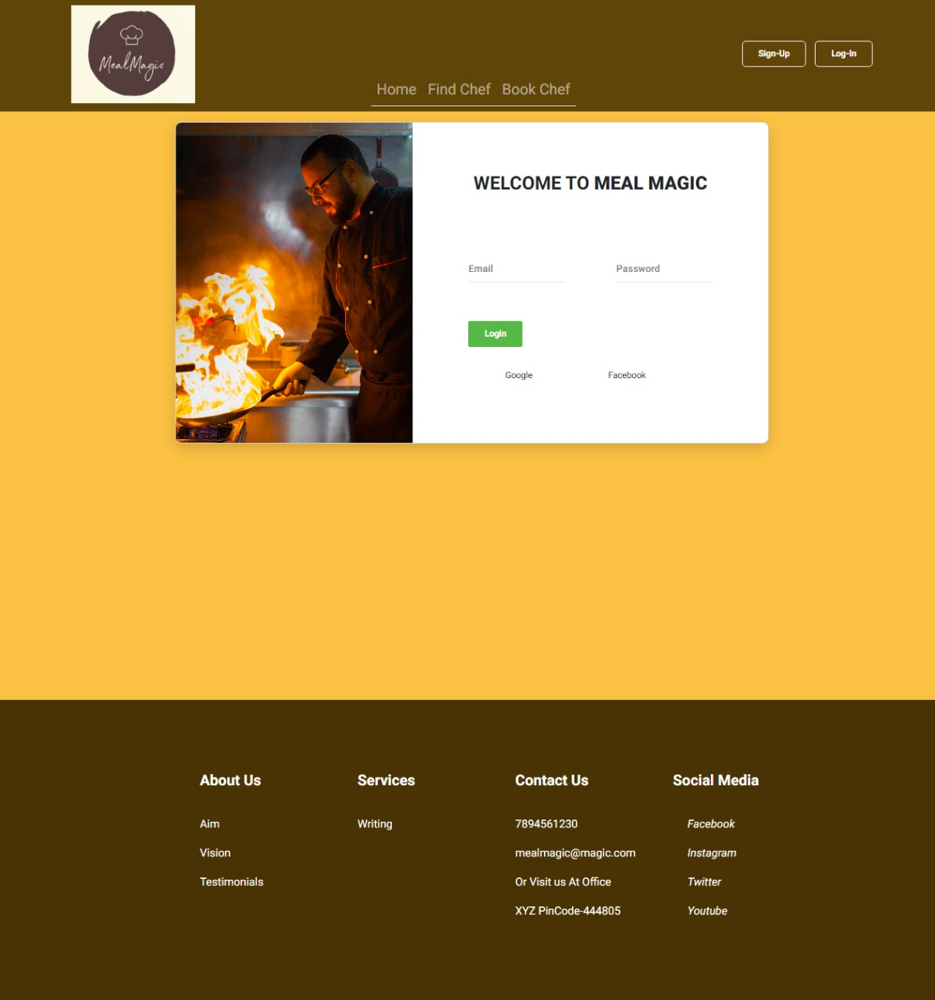 MealMagic
Sign-Up Log-In
Home Find Chef Book Chef
WELCOME TO MEAL MAGIC
Email Password
Login
Google Facebook
About Us Services Contact Us Social Media
Aim Writing 7894561230 Facebook
Vision mealmagic@magic.com Instagram
Testimonials Or Visit us At Office Twitter
XYZ PinCode-444805 Youtube